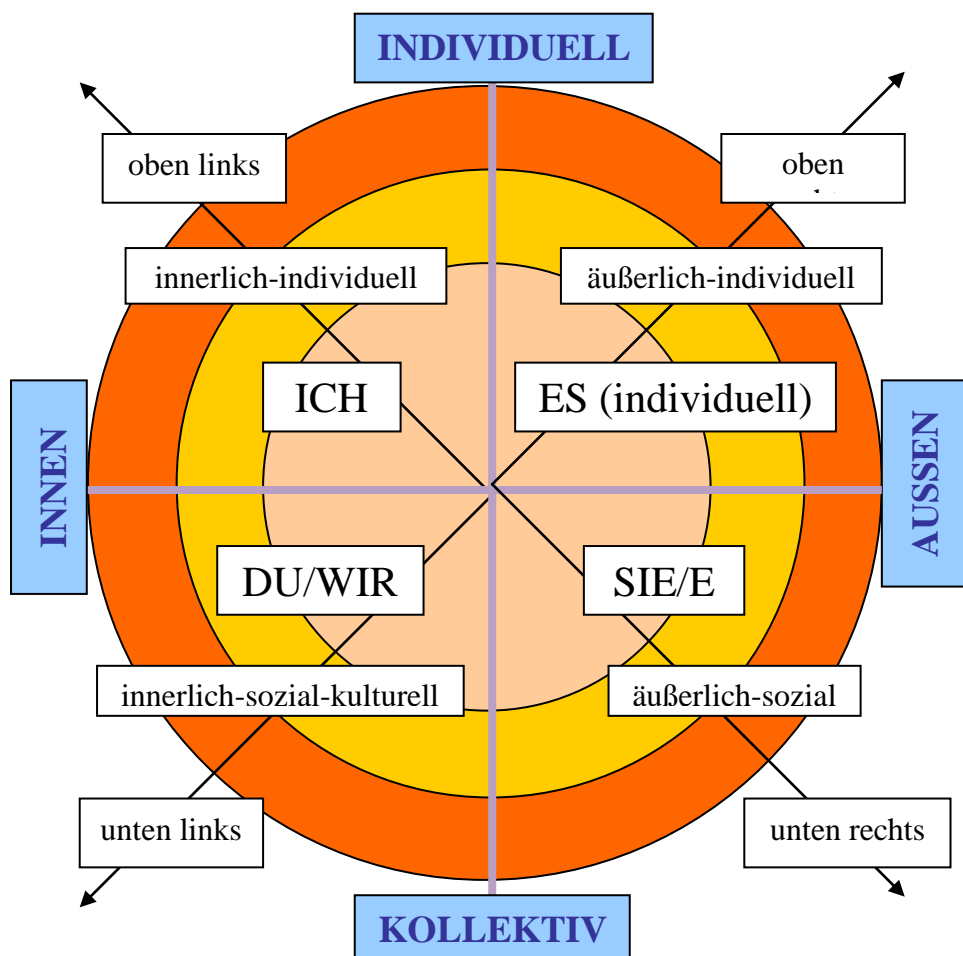 INDIVIDUELL
oben links
oben
innerlich-individuell
äußerlich-individuell
ICH
ES (individuell)
INNEN
AUSSEN
DU/WIR
SIE/E
innerlich-sozial-kulturell
äußerlich-sozial
unten links
unten rechts
KOLLEKTIV